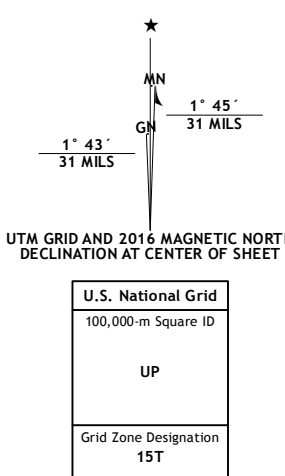 MN
1° 45´
GN
31 MILS
1° 43´
31 MILS
UTM GRID AND 2016 MAGNETIC NORT
DECLINATION AT CENTER OF SHEET
U.S. National Grid
100,000-m Square ID
UP
Grid Zone Designation
15T